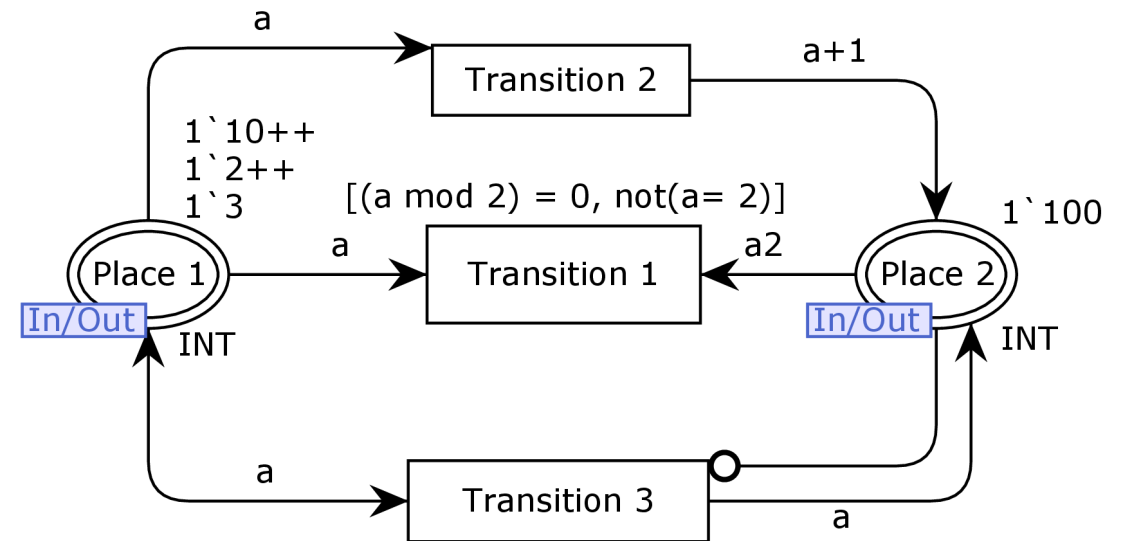 a
Transition 2
a+1
1`10++
1`2++
1`3
[(a mod 2) = 0, not(a= 2)]
1`100
a
Transition 1
a2
Place 1
Place 2
In/Out
In/Out
INT
INT
a
Transition 3
a